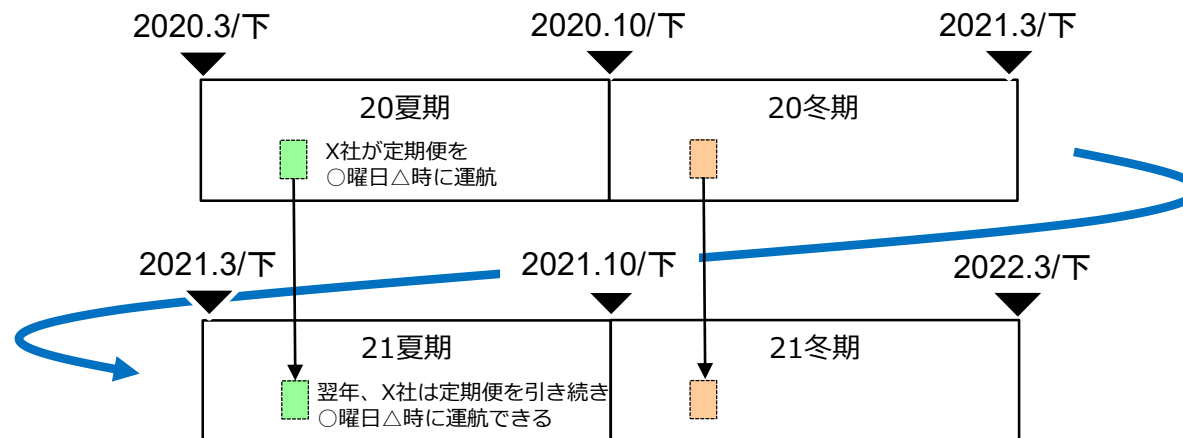 2020.3/下
2020.10/下
2021.3/下
20夏期
20冬期
X社が定期便を
○曜日△時に運航
2021.3/下
2021.10/下
2022.3/下
21夏期
21冬期
翌年、X社は定期便を引き続き
○曜日△時に運航できる